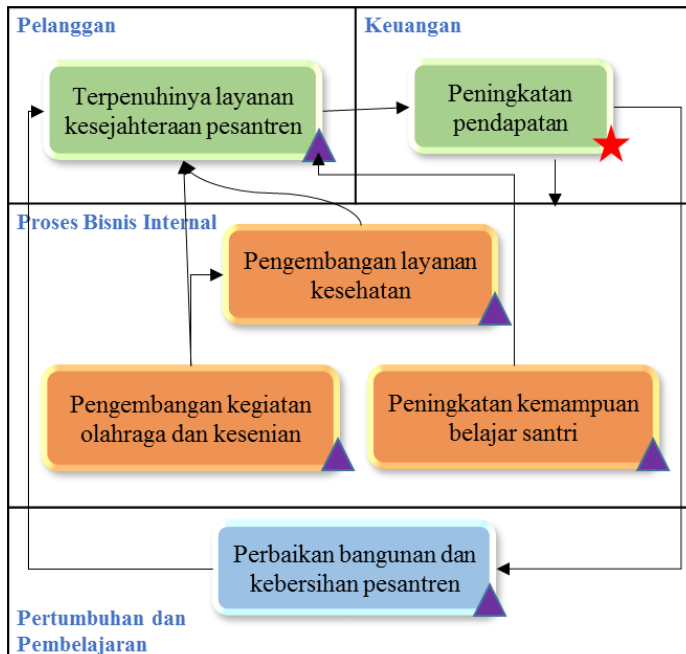 Pelanggan
Keuangan
Terpenuhinya layanan
kesejahteraan pesantren
Peningkatan
pendapatan
Proses Bisnis Internal
Pengembangan layanan
kesehatan
Pengembangan kegiatan
olahraga dan kesenian
Peningkatan kemampuan
belajar santri
Perbaikan bangunan dan
kebersihan pesantren
Pertumbuhan dan
Pembelajaran